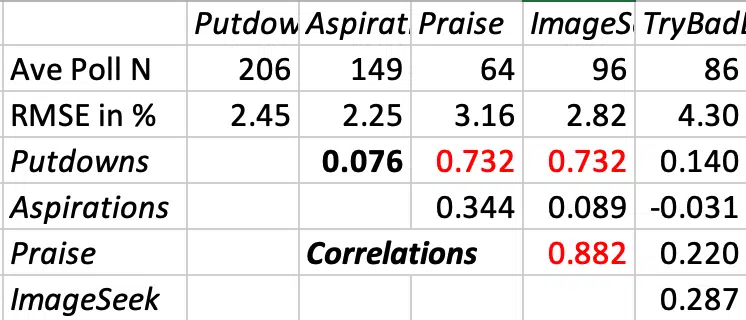 Putdow Aspirat Praise ImageS TryBadL
Ave Poll N 206 149 64 96 86
RMSE in % 2.45 2.25 3.16 2.82 4.30
Putdowns 0.076 0.732 0.732 0.140
Aspirations 0.344 0.089 -0.031
Praise Correlations 0.882 0.220
ImageSeek 0.287